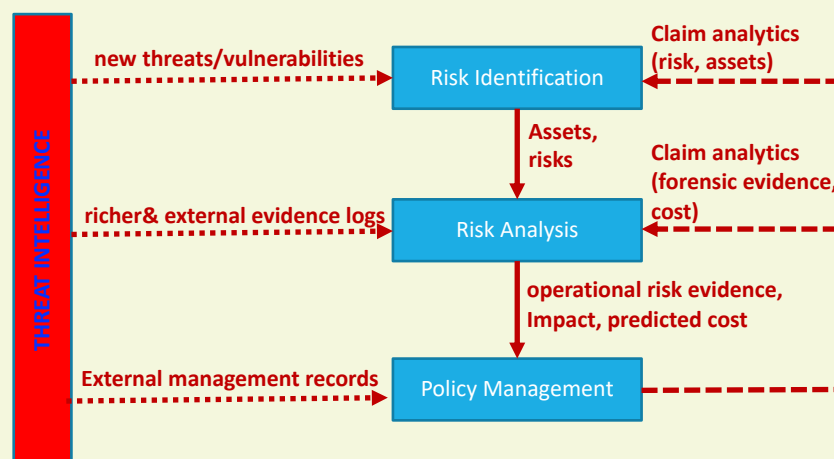 THREAT INTELLIGENCE
new threats/vulnerabilities
Risk Identification
Claim analytics
(risk, assets)
Assets,
risks
richer& external evidence logs
Risk Analysis
Claim analytics
(forensic evidence,
cost)
operational risk evidence,
Impact, predicted cost
External management records
Policy Management